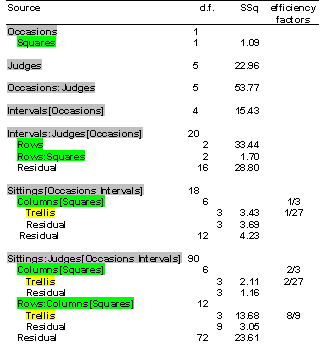 Source d.f. SSq efficiency
factors
Occasions 1
Squares 1 1.09
Judges 5 22.96
Occasions:Judges 5 53.77
Intervals[Occasions] 4 15.43
Intervals:Judges[Occasions] 20
Rows 2 33.44
Rows:Squares 2 1.70
Residual 16 28.80
Sittings[Occasions:Intervals] 18
Columns[Squares] 6 1/3
Trellis 3 3.43 1/27
Residual 3 3.69
Residual 12 4.23
Sittings:Judges[Occasions:Intervals] 90
Columns[Squares] 6 2/3
Trellis 3 2.11 2/27
Residual 3 1.16
Rows:Columns[Squares] 12
Trellis 3 13.68 8/9
Residual 9 3.05
Residual 72 23.61